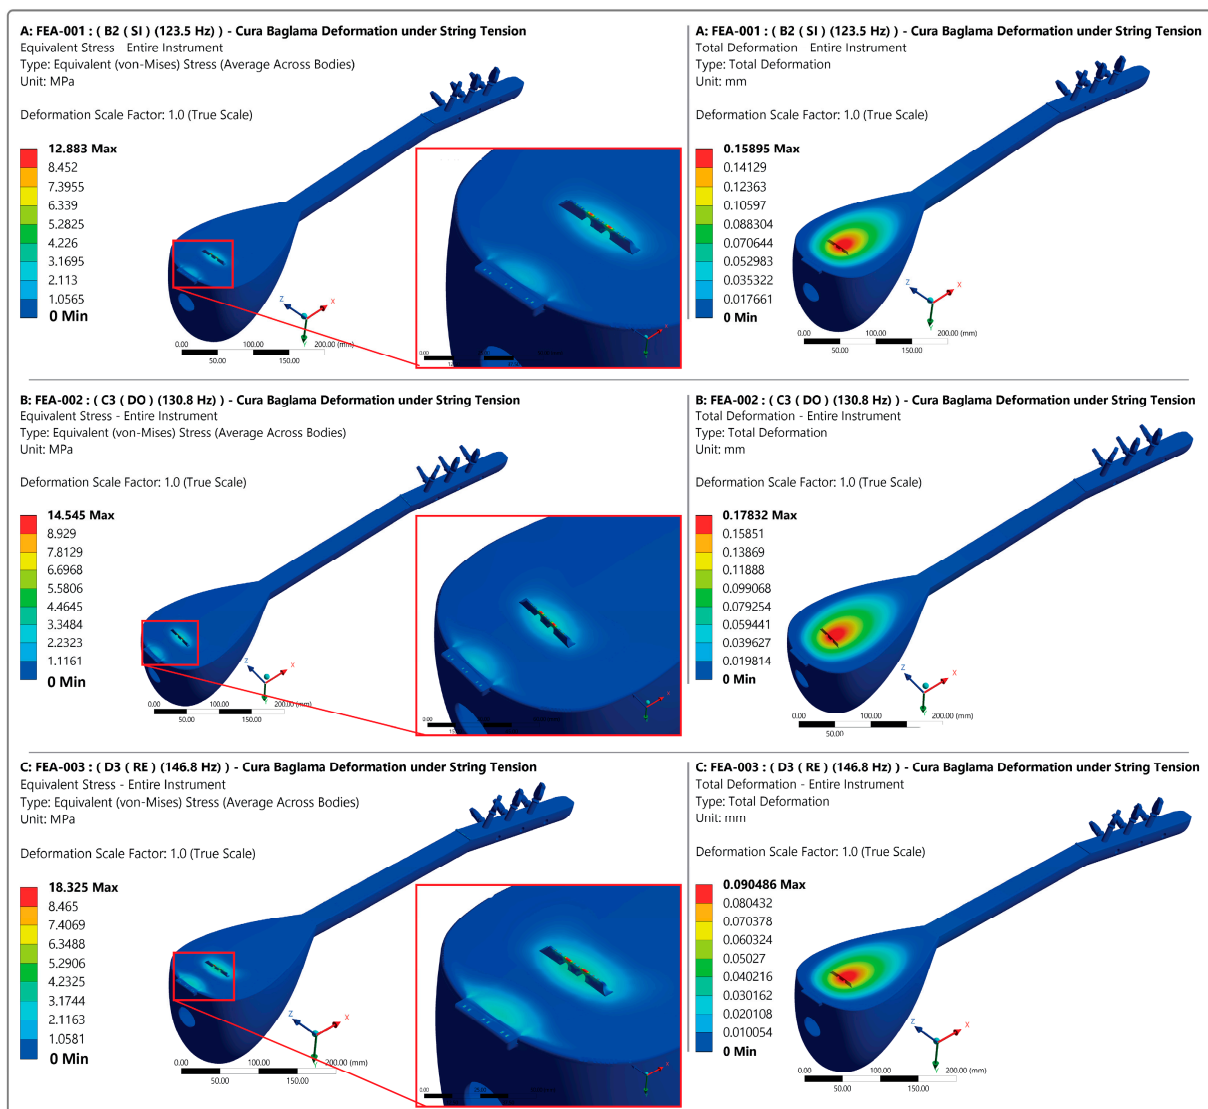 A: FEA-001 : ( B2 ( SI ) (123.5 Hz) ) - Cura Baglama Deformation under String Tension
Equivalent Stress Entire Instrument
Type: Equivalent (von-Mises) Stress (Average Across Bodies)
Unit: MPa
Deformation Scale Factor: 1.0 (True Scale)
12.883 Max
8.452
7.3955
6.339
5.2825
4.226
3.1695
2.113
1.0565
0 Min
Z
X
0.00
100.00
200.00 (mm)
50.00
150.00
0.00
A: FEA-001 : ( B2 ( SI ) (123.5 Hz) ) - Cura Baglama Deformation under String Tension
Total Deformation Entire Instrument
Type: Total Deformation
Unit: mm
Deformation Scale Factor: 1.0 (True Scale)
0.15895 Max
0.14129
0.12363
0.10597
0.088304
0.070644
0.052983
0.035322
0.017661
0 Min
Z
X
0.00
100.00
200.00 (mm)
50.00
150.00
B: FEA-002 : ( C3 ( DO ) (130.8 Hz) ) - Cura Baglama Deformation under String Tension
Equivalent Stress - Entire Instrument
Type: Equivalent (von-Mises) Stress (Average Across Bodies)
Unit: MPa
Deformation Scale Factor: 1.0 (True Scale)
14.545 Max
8.929
7.8129
6.6968
5.5806
4.4645
3.3484
2.2323
1.1161
0 Min
Z
X
0.00
100.00
200.00 (mm)
50.00
150.00
0.00
B: FEA-002 : ( C3 ( DO ) (130.8 Hz) ) - Cura Baglama Deformation under String Tension
Total Deformation - Entire Instrument
Type: Total Deformation
Unit: mm
Deformation Scale Factor: 1.0 (True Scale)
0.17832 Max
0.15851
0.13869
0.11888
0.099068
0.079254
0.059441
0.039627
0.019814
0 Min
Z
X
0.00
100.00
200.00 (mm)
50.00
C: FEA-003 : ( D3 ( RE ) (146.8 Hz) ) - Cura Baglama Deformation under String Tension
Equivalent Stress - Entire Instrument
Type: Equivalent (von-Mises) Stress (Average Across Bodies)
Unit: MPa
Deformation Scale Factor: 1.0 (True Scale)
18.325 Max
8.465
7.4069
6.3488
5.2906
4.2325
3.1744
2.1163
1.0581
0 Min
Z
X
0.00
100.00
200.00 (mm)
50.00
150.00
0.00
C: FEA-003 : ( D3 ( RE ) (146.8 Hz) ) - Cura Baglama Deformation under String Tension
Total Deformation - Entire Instrument
Type: Total Deformation
Unit: mm
Deformation Scale Factor: 1.0 (True Scale)
0.090486 Max
0.080432
0.070378
0.060324
0.05027
0.040216
0.030162
0.020108
0.010054
0 Min
Z
X
0.00
100.00
200.00 (mm)
50.00
150.00